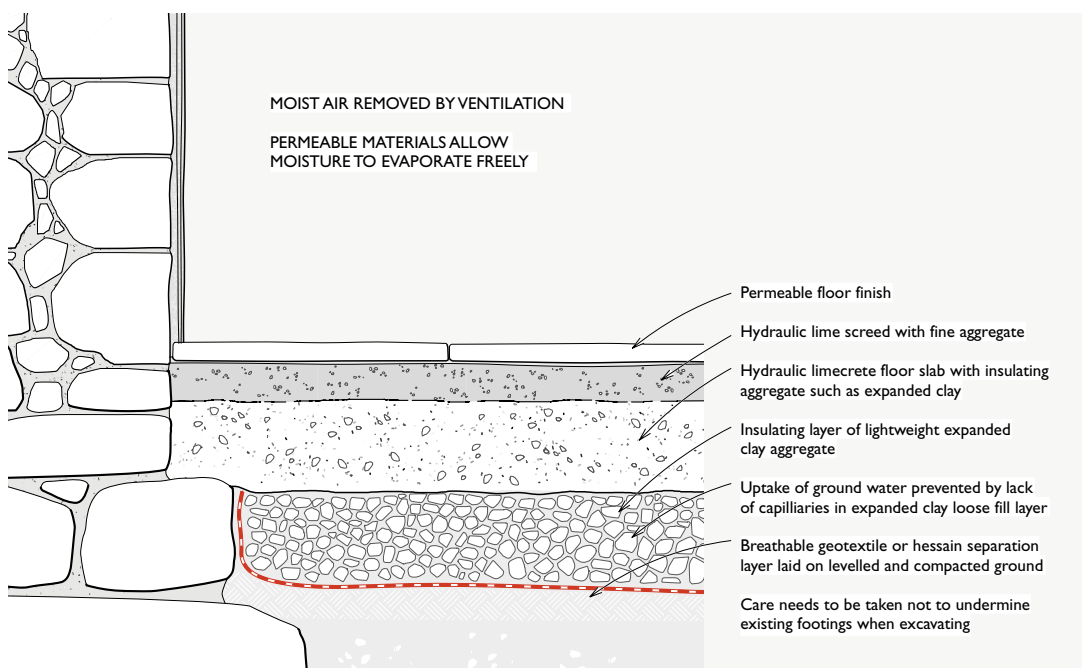 MOIST AIR REMOVED BY VENTILATION
PERMEABLE MATERIALS ALLOW
MOISTURE TO EVAPORATE FREELY
Permeable floor finish
Hydraulic lime screed with fine aggregate
Hydraulic limecrete floor slab with insulating
aggregate such as expanded clay
Insulating layer of lightweight expanded
clay aggregate
Uptake of ground water prevented by lack
of capilliaries in expanded clay loose fill layer
Breathable geotextile or hessain separation
layer laid on levelled and compacted ground
Care needs to be taken not to undermine
existing footings when excavating